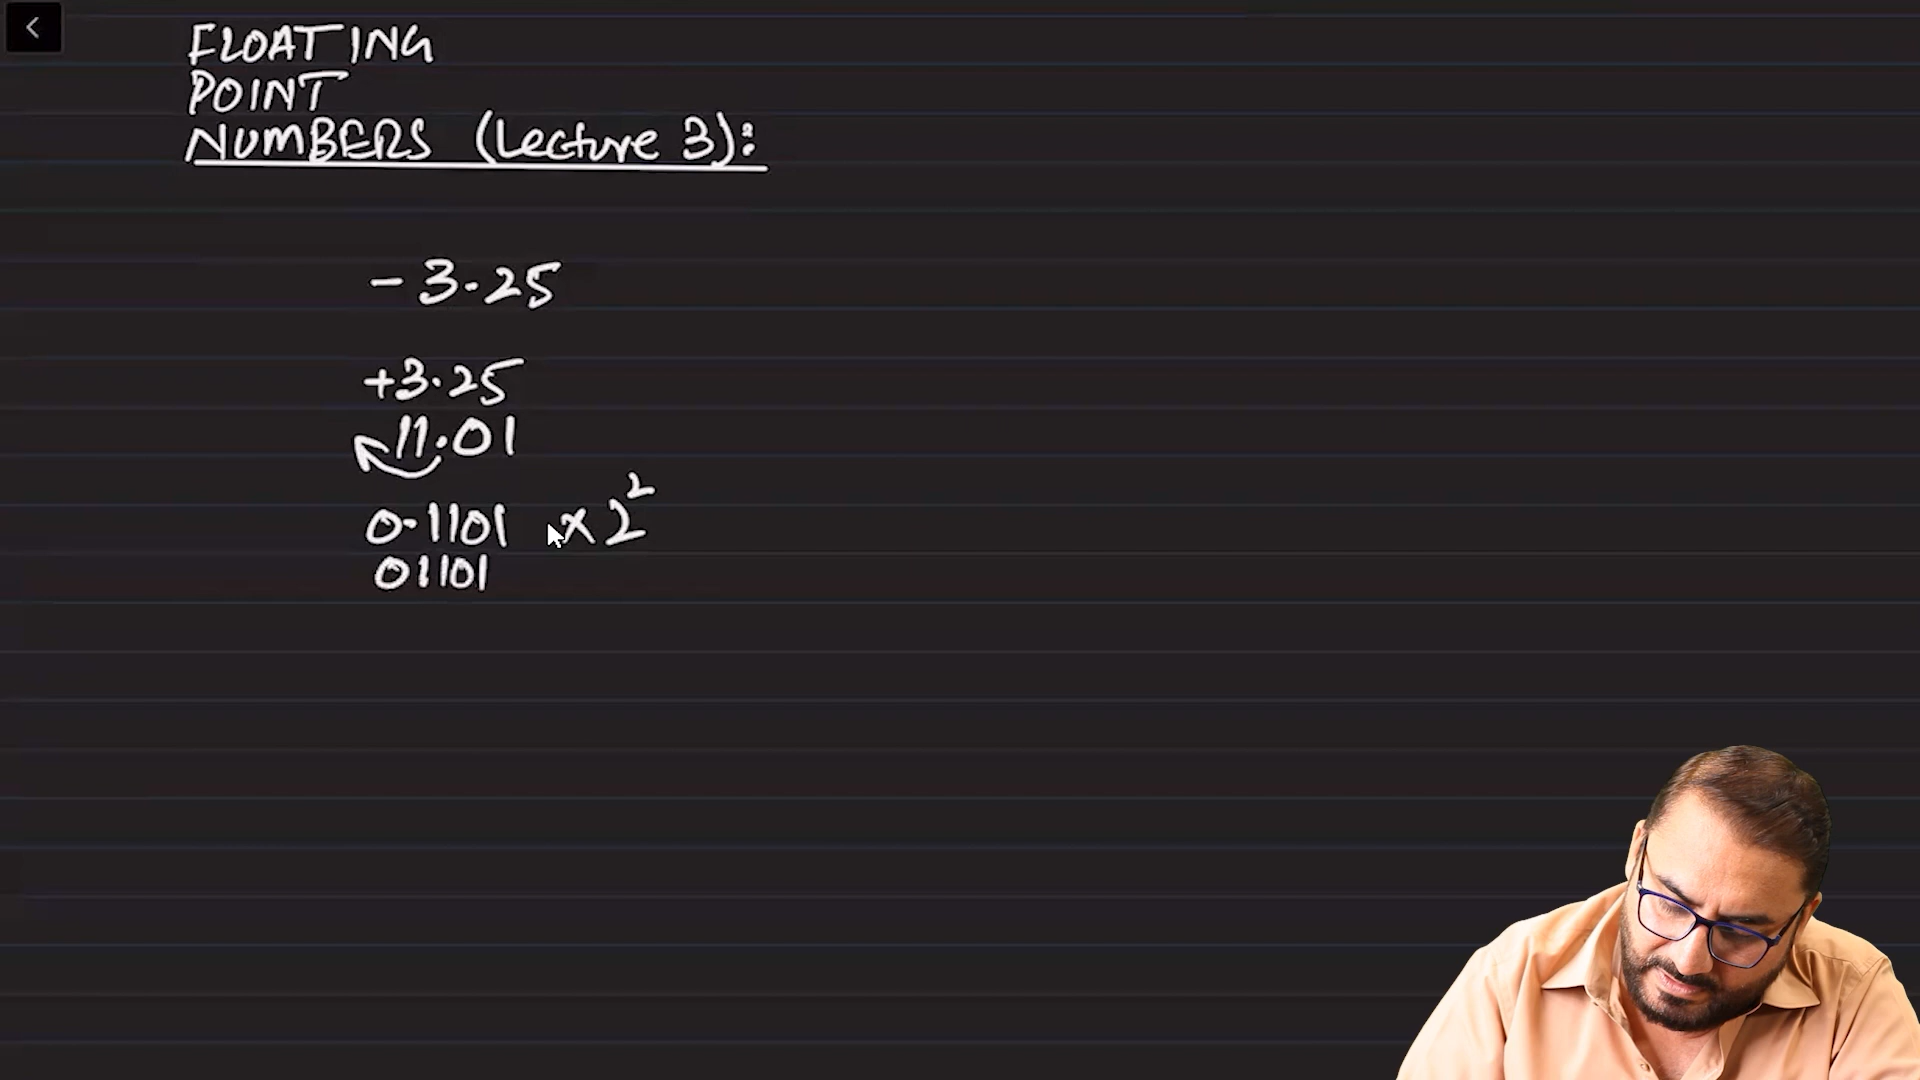 FLOATING
POINT
NUMBERS (Lecture 3):
- 3.25
+3.25
11.01
0.1101 × 2²
01101